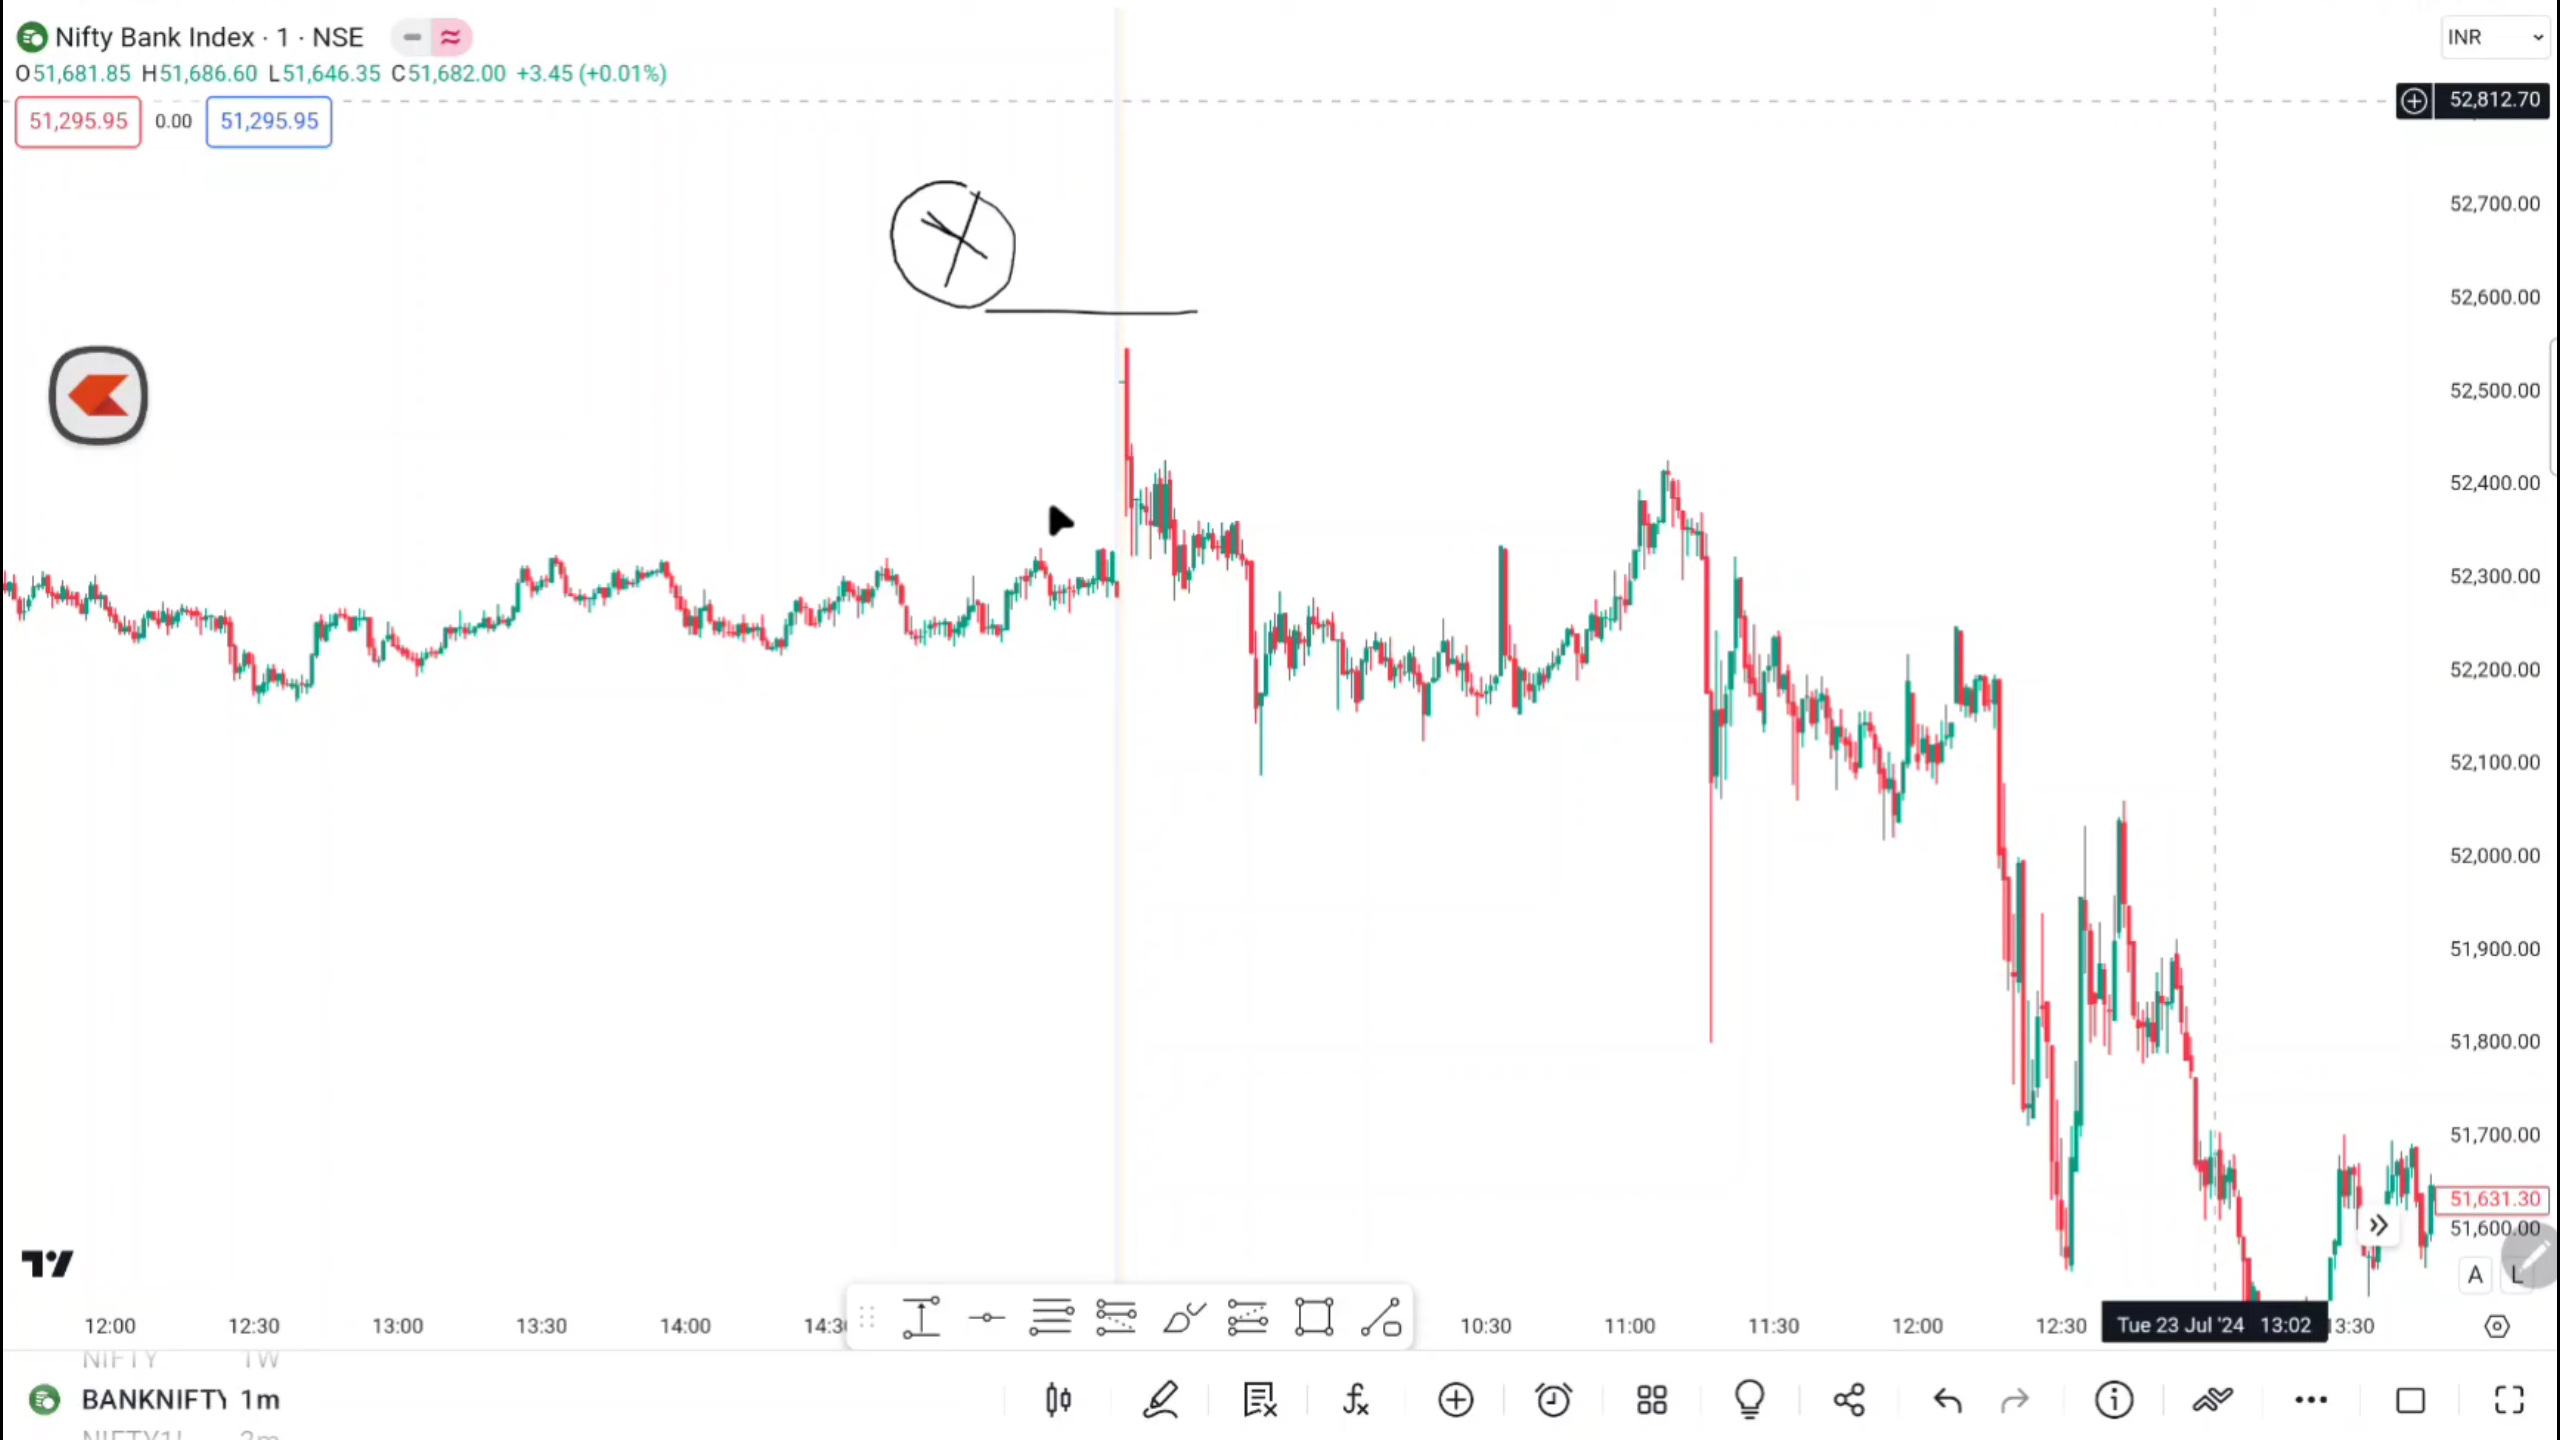 Nifty Bank Index · 1 · NSE
INR
O51,681.85 H51,686.60 L51,646.35 C51,682.00 +3.45 (+0.01%)
51,295.95 0.00 51,295.95
52,812.70
52,700.00
52,600.00
52,500.00
52,400.00
52,300.00
52,200.00
52,100.00
52,000.00
51,900.00
51,800.00
51,700.00
51,631.30
51,600.00
A L
12:00 12:30 13:00 13:30 14:00 14:30 10:30 11:00 11:30 12:00 12:30 Tue 23 Jul '24 13:02 13:30
NIFTY 1W
BANKNIFTY 1m